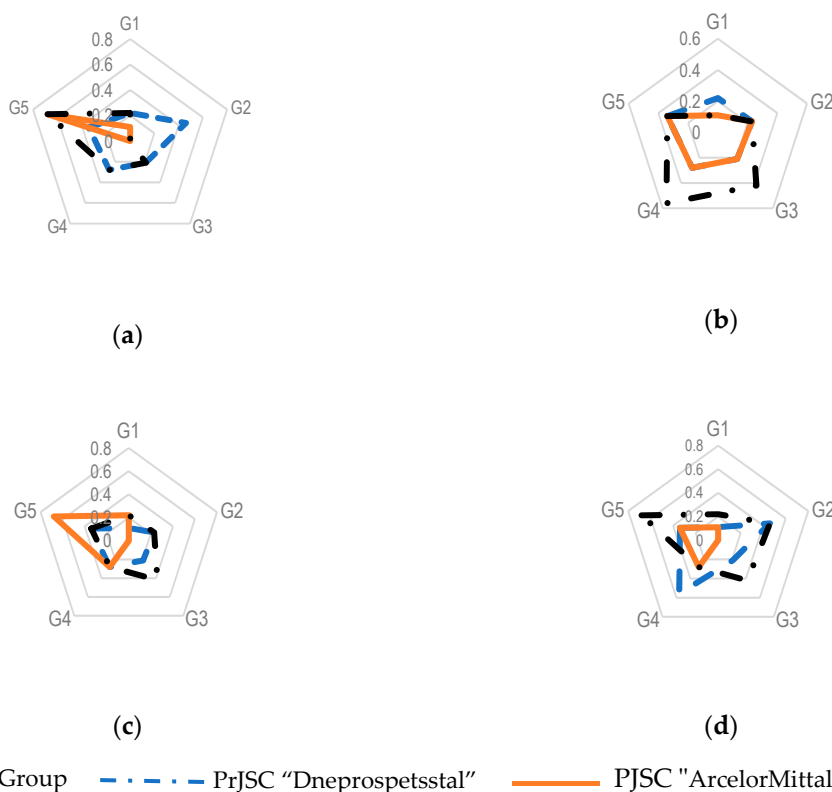 G1
0.8
0.6
0.4
0.2
0
G5
G2
G4
G3
(a)
G1
0.6
0.4
0.2
0
G5
G2
G4
G3
(b)
G1
0.8
0.6
0.4
0.2
0
G5
G2
G4
G3
(c)
G1
0.8
0.6
0.4
0.2
0
G5
G2
G4
G3
(d)
Group PrJSC “Dneprospetsstal” PJSC "ArcelorMittal